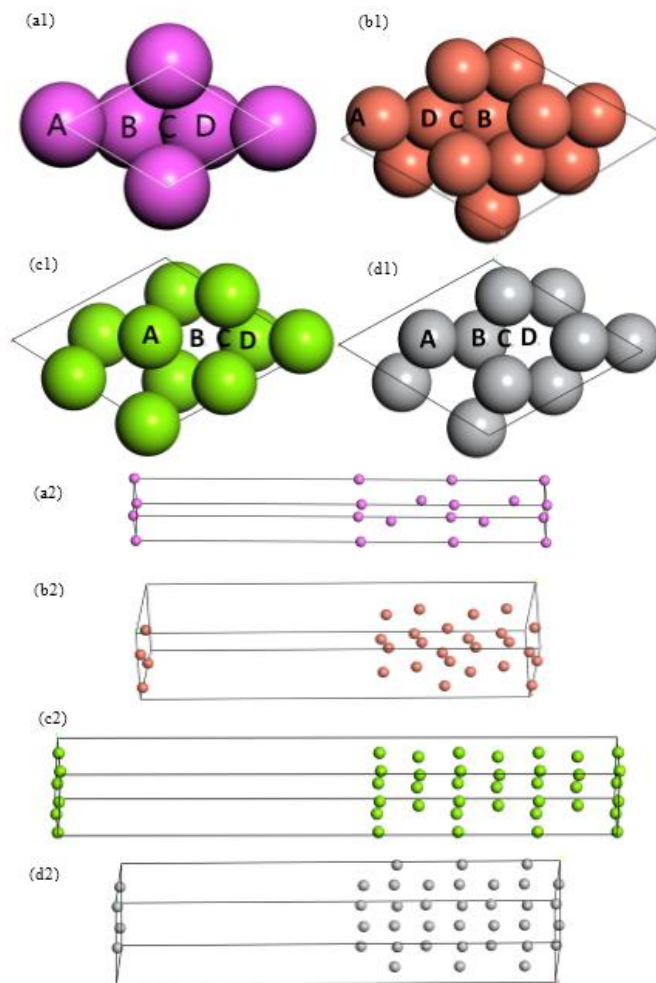 (a1)
A B C D
(b1)
A D C B
(c1)
A B C D
(d1)
A B C D
(a2)
(b2)
(c2)
(d2)